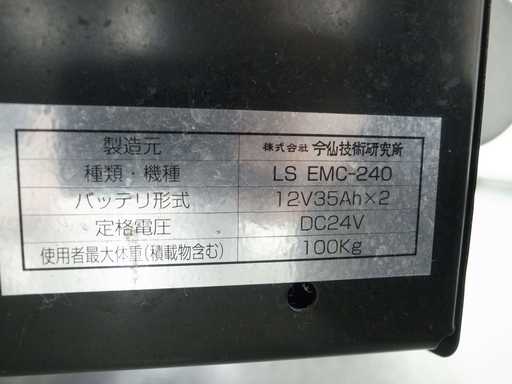 製造元 株式会社 今仙技術研究所
種類・機種 LS EMC-240
バッテリ形式 12V35Ah×2
定格電圧 DC24V
使用者最大体重(積載物含む) 100Kg